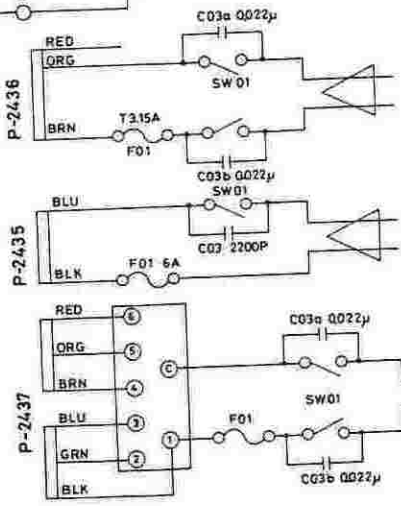 C03a 0,022µ
RED
ORG
SW01
P-2436
T3.15A
BRN
F01
C03b 0,022µ
SW01
BLU
C03 2200P
P-2435
F01 6A
BLK
RED
6
C03a 0,022µ
ORG
5
C
BRN
4
SW01
P-2437
BLU
3
F01
1
GRN
2
C03b 0,022µ
BLK